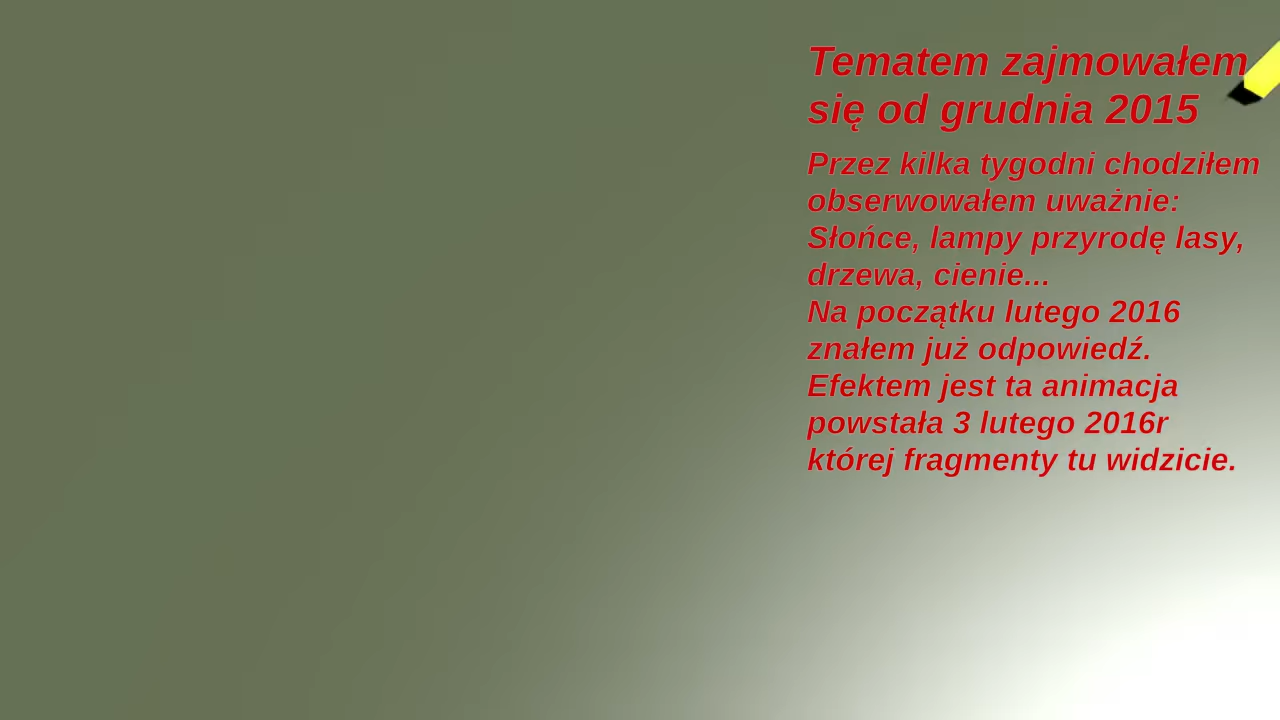 Tematem zajmowałem
się od grudnia 2015
Przez kilka tygodni chodziłem
obserwowałem uważnie:
Słońce, lampy przyrodę lasy,
drzewa, cienie...
Na początku lutego 2016
znałem już odpowiedź.
Efektem jest ta animacja
powstała 3 lutego 2016r
której fragmenty tu widzicie.